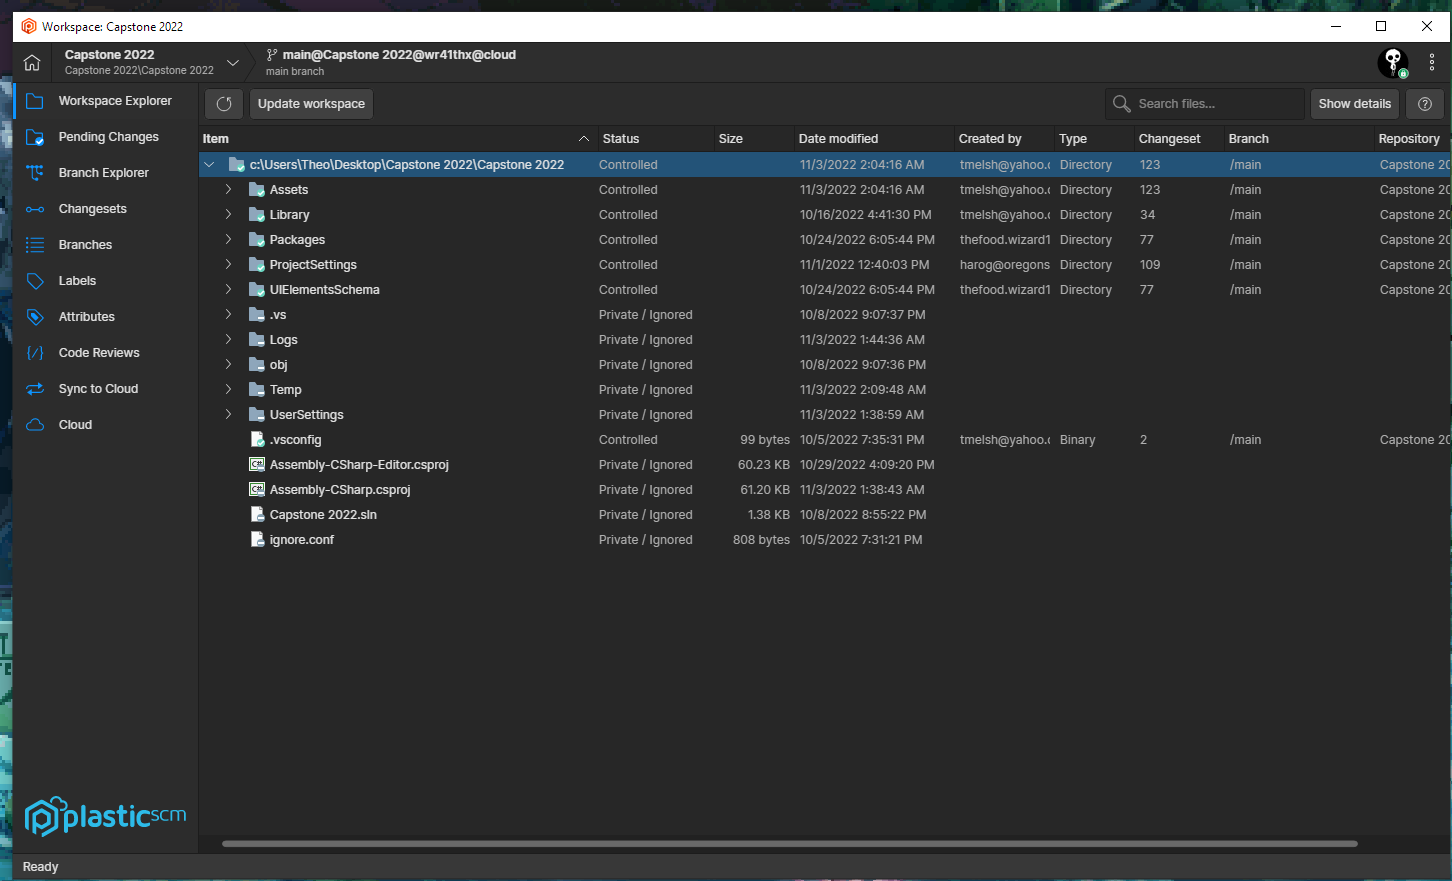 Workspace: Capstone 2022
Capstone 2022
Capstone 2022\Capstone 2022
main@Capstone 2022@wr41thx@cloud
main branch
Workspace Explorer
Pending Changes
Branch Explorer
Changesets
Branches
Labels
Attributes
Code Reviews
Sync to Cloud
Cloud
Update workspace
Search files...
Show details
Item Status Size Date modified Created by Type Changeset Branch Repository
c:\Users\Theo\Desktop\Capstone 2022\Capstone 2022 Controlled 11/3/2022 2:04:16 AM tmelsh@yahoo.c Directory 123 /main Capstone 20
Assets Controlled 11/3/2022 2:04:16 AM tmelsh@yahoo.c Directory 123 /main Capstone 20
Library Controlled 10/16/2022 4:41:30 PM tmelsh@yahoo.c Directory 34 /main Capstone 20
Packages Controlled 10/24/2022 6:05:44 PM thefood.wizard1 Directory 77 /main Capstone 20
ProjectSettings Controlled 11/1/2022 12:40:03 PM harog@oregons Directory 109 /main Capstone 20
UIElementsSchema Controlled 10/24/2022 6:05:44 PM thefood.wizard1 Directory 77 /main Capstone 20
.vs Private / Ignored 10/8/2022 9:07:37 PM
Logs Private / Ignored 11/3/2022 1:44:36 AM
obj Private / Ignored 10/8/2022 9:07:36 PM
Temp Private / Ignored 11/3/2022 2:09:48 AM
UserSettings Private / Ignored 11/3/2022 1:38:59 AM
.vsconfig Controlled 99 bytes 10/5/2022 7:35:31 PM tmelsh@yahoo.c Binary 2 /main Capstone 20
Assembly-CSharp-Editor.csproj Private / Ignored 60.23 KB 10/29/2022 4:09:20 PM
Assembly-CSharp.csproj Private / Ignored 61.20 KB 11/3/2022 1:38:43 AM
Capstone 2022.sln Private / Ignored 1.38 KB 10/8/2022 8:55:22 PM
ignore.conf Private / Ignored 808 bytes 10/5/2022 7:31:21 PM
plastic scm
Ready